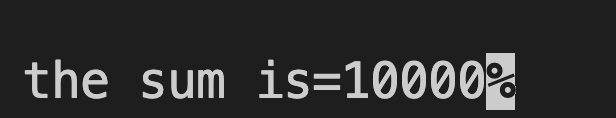 the sum is=10000%